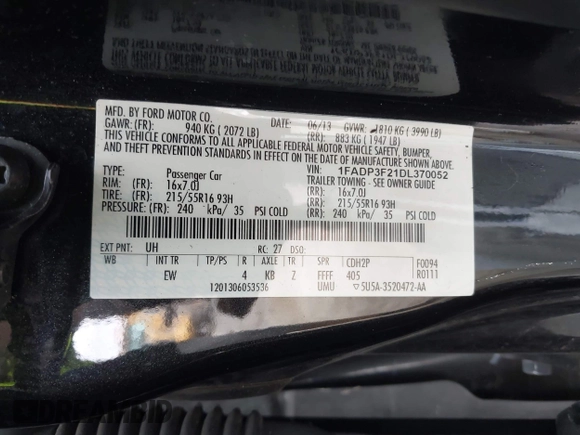 MFD. BY FORD MOTOR CO.
DATE: 06/13 GVWR: 1810 KG ( 3990 LB)
GAWR: (FR): 940 KG ( 2072 LB) (RR): 883 KG ( 1947 LB)
THIS VEHICLE CONFORMS TO ALL APPLICABLE FEDERAL MOTOR VEHICLE SAFETY, BUMPER,
AND THEFT PREVENTION STANDARDS IN EFFECT ON THE DATE OF MANUFACTURE SHOWN ABOVE.
VIN: 1FADP3F21DL370052
TYPE: Passenger Car TRAILER TOWING - SEE OWNER GUIDE
RIM: (FR) 16x7.0J (RR) 16x7.0J
TIRE: (FR) 215/55R16 93H (RR) 215/55R16 93H
PRESSURE: (FR) 240 kPa/ 35 PSI COLD (RR) 240 kPa/ 35 PSI COLD
EXT PNT: UH RC: 27 DSO:
WB INT TR TP/PS R AXLE TR SPR CDH2P F0094
EW 4 KB Z FFFF 405 R0111
1201306053536 UMU 5U5A-3520472-AA